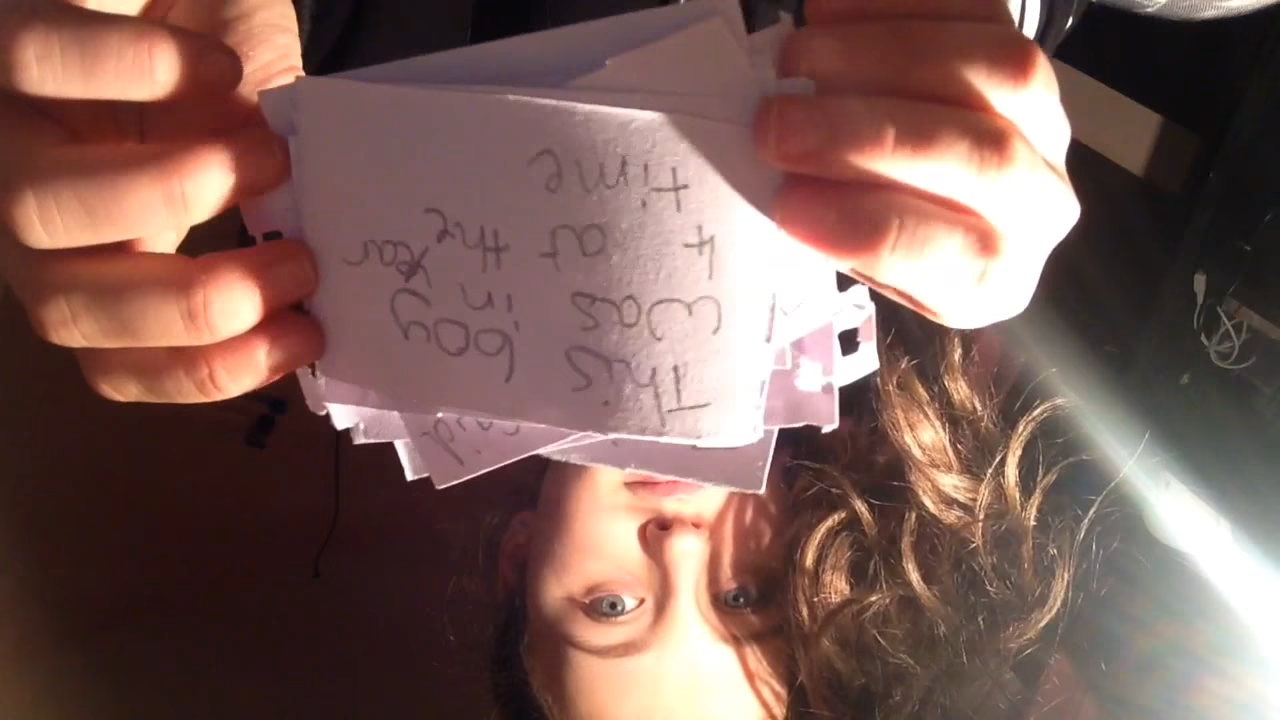 This boy
was in Year
4 at the
time